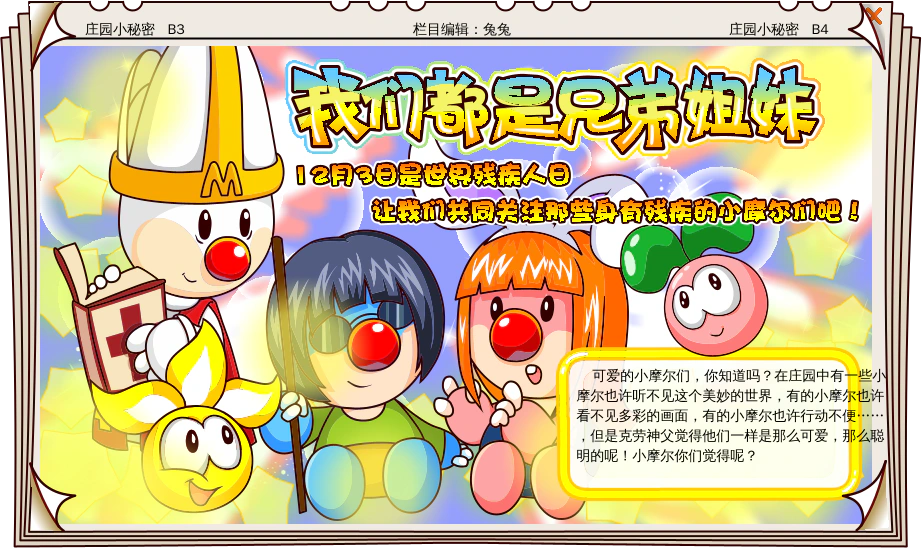 庄园小秘密 B3
栏目编辑：兔兔
庄园小秘密 B4
我们都是兄弟姐妹
12月3日是世界残疾人日
让我们共同关注那些身有残疾的小摩尔们吧！
M
可爱的小摩尔们，你知道吗？在庄园中有一些小
摩尔也许听不见这个美妙的世界，有的小摩尔也许
看不见多彩的画面，有的小摩尔也许行动不便……
，但是克劳神父觉得他们一样是那么可爱，那么聪
明的呢！小摩尔你们觉得呢？